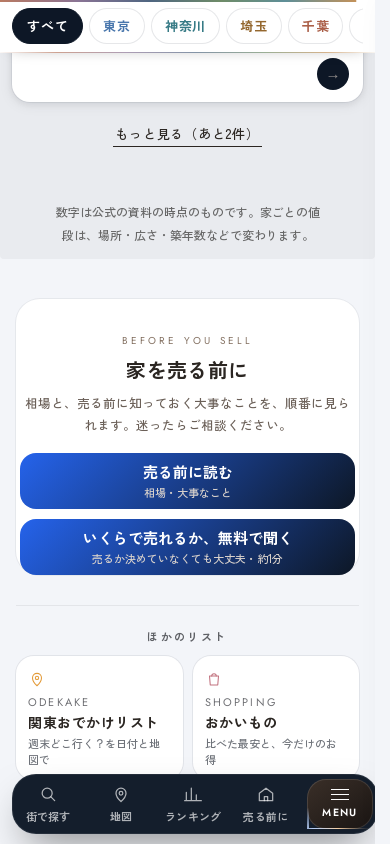 すべて 東京 神奈川 埼玉 千葉
→
もっと見る（あと2件）
数字は公式の資料の時点のものです。家ごとの値
段は、場所・広さ・築年数などで変わります。
BEFORE YOU SELL
家を売る前に
相場と、売る前に知っておく大事なことを、順番に見ら
れます。迷ったらご相談ください。
売る前に読む
相場・大事なこと
いくらで売れるか、無料で聞く
売るか決めていなくても大丈夫・約1分
ほかのリスト
ODEKAKE
関東おでかけリスト
週末どこ行く？を日付と地
図で
SHOPPING
おかいもの
比べた最安と、今だけのお
得
街で探す 地図 ランキング 売る前に MENU